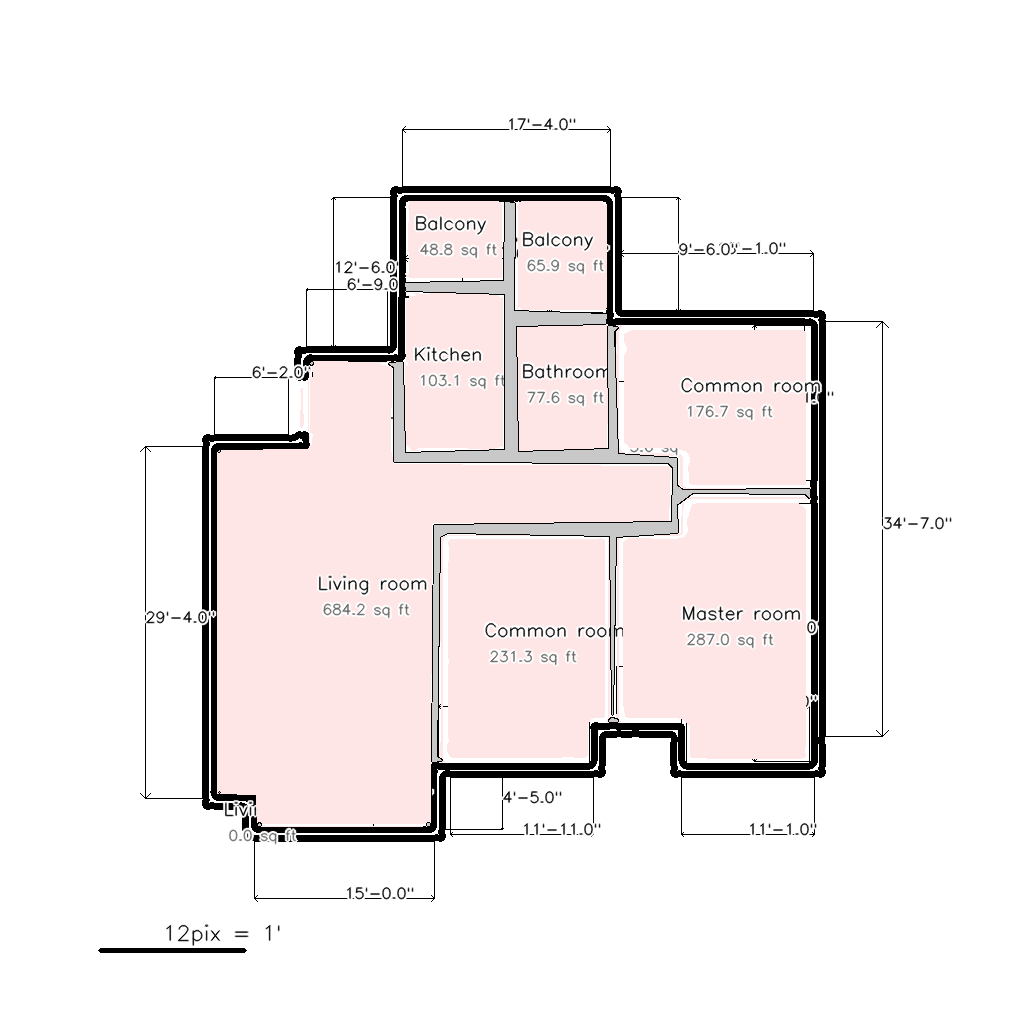 17'-4.0"
Balcony
48.8 sq ft
Balcony
65.9 sq ft
9'-6.0"
-1.0"
12'-6.0"
6'-9.0
Kitchen
103.1 sq ft
6'-2.0"
Bathroom
77.6 sq ft
Common room
176.7 sq ft
34'-7.0"
Living room
684.2 sq ft
29'-4.0"
Common room
231.3 sq ft
Master room
287.0 sq ft
4'-5.0"
Livi
0.0 sq ft
11'-11.0"
11'-1.0"
15'-0.0"
12pix = 1'